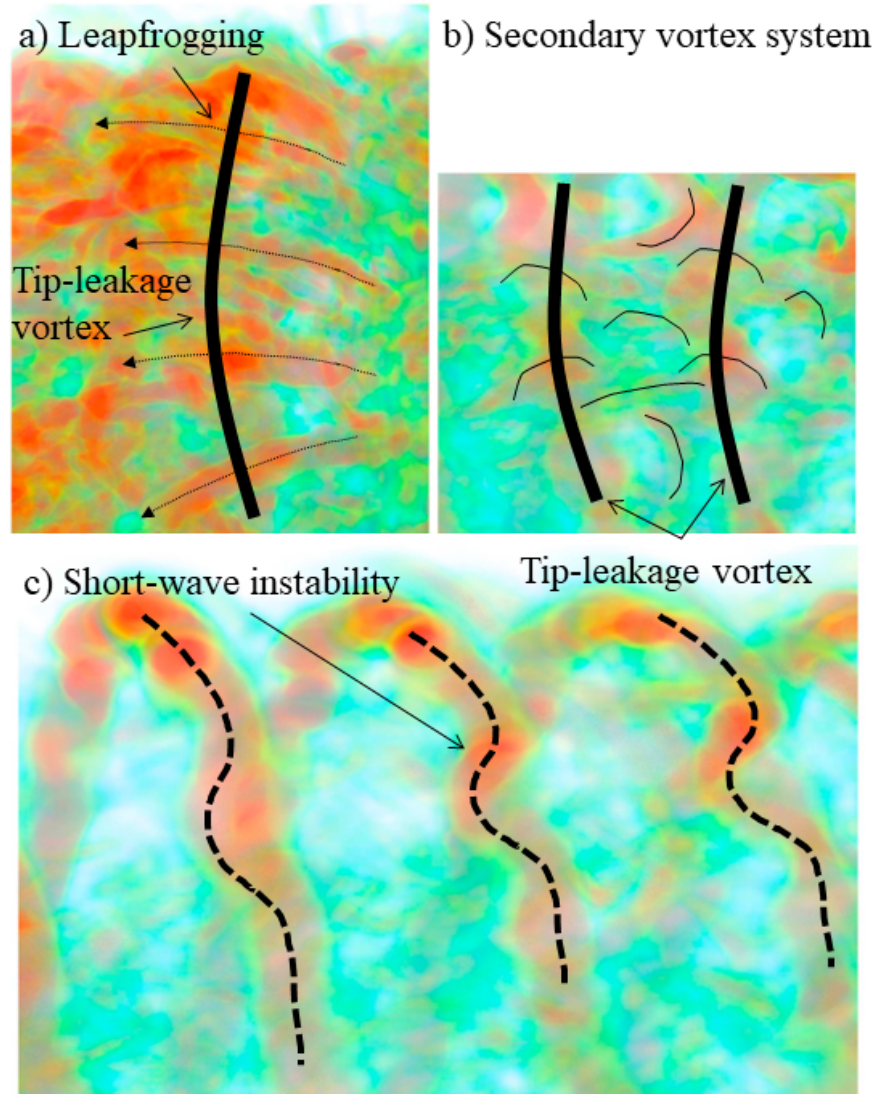 a) Leapfrogging
b) Secondary vortex system
Tip-leakage
vortex
c) Short-wave instability
Tip-leakage vortex